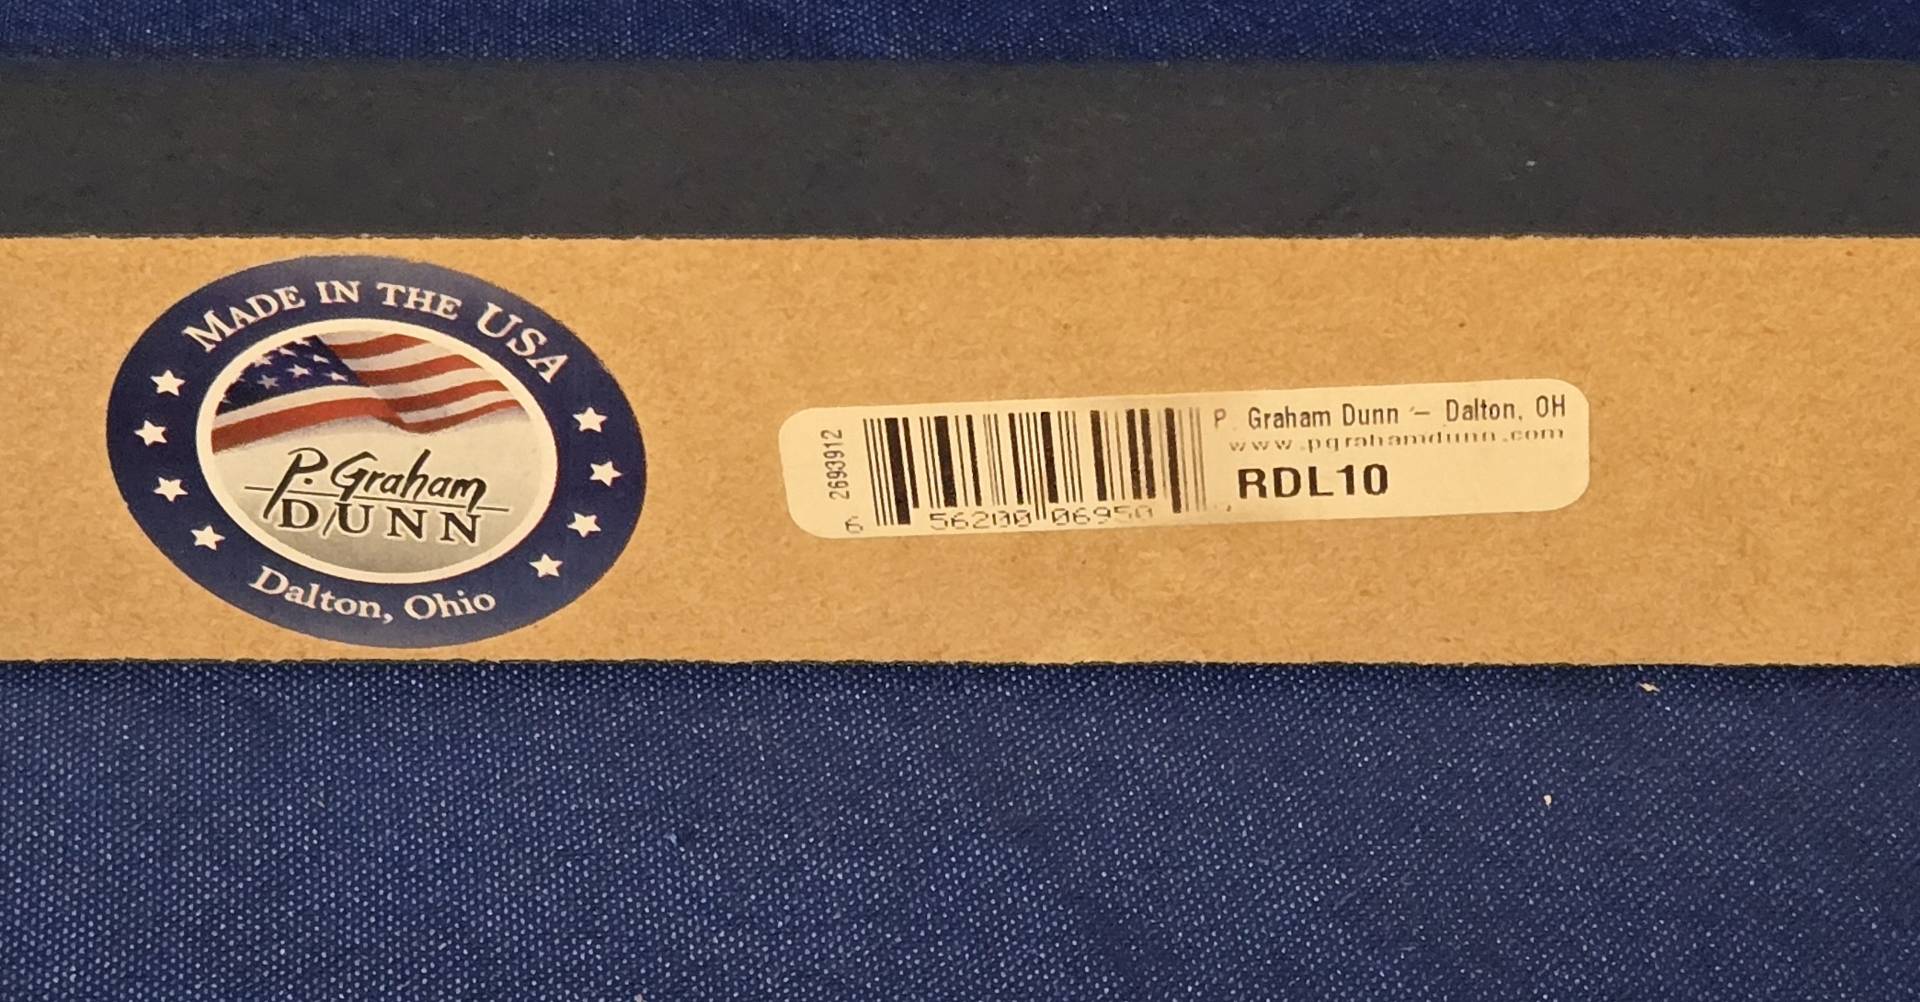 MADE IN THE USA
P. Graham
DUNN
Dalton, Ohio
2693912
P. Graham Dunn - Dalton, OH
www.pgrahamdunn.com
RDL10
6 56200 06950